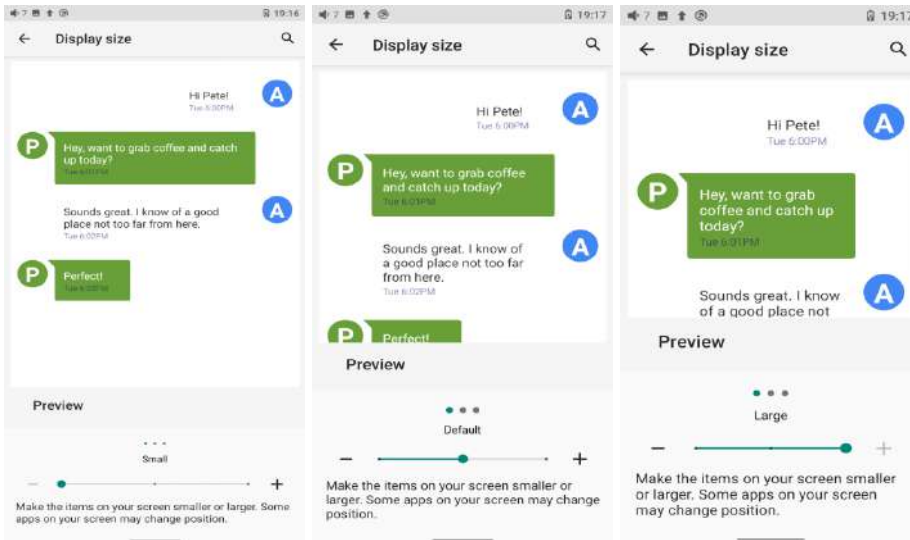 7 19:16
Display size
Hi Pete!
Tue 6:00PM
A
P
Hey, want to grab coffee and catch
up today?
Tue 6:01PM
Sounds great. I know of a good
place not too far from here.
Tue 6:02PM
A
P
Perfect!
Preview
Small
Make the items on your screen smaller or larger. Some
apps on your screen may change position.
7 19:17
Display size
Hi Pete!
Tue 6:00PM
A
P
Hey, want to grab coffee
and catch up today?
Tue 6:01PM
Sounds great. I know of
a good place not too far
from here.
Tue 6:02PM
A
P
Perfect!
Preview
Default
Make the items on your screen smaller or
larger. Some apps on your screen may change
position.
7 19:17
Display size
Hi Pete!
Tue 6:00PM
A
P
Hey, want to grab
coffee and catch up
today?
Tue 6:01PM
Sounds great. I know
of a good place not
A
Preview
Large
Make the items on your screen smaller
or larger. Some apps on your screen
may change position.